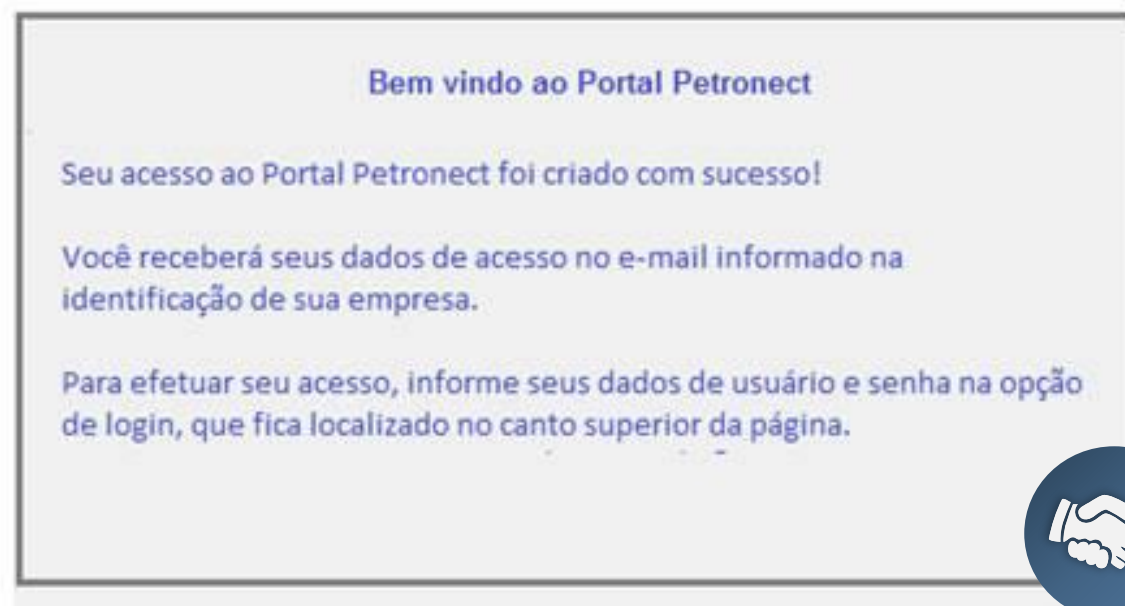 Bem vindo ao Portal Petronect
Seu acesso ao Portal Petronect foi criado com sucesso!
Você receberá seus dados de acesso no e-mail informado na
identificação de sua empresa.
Para efetuar seu acesso, informe seus dados de usuário e senha na opção
de login, que fica localizado no canto superior da página.